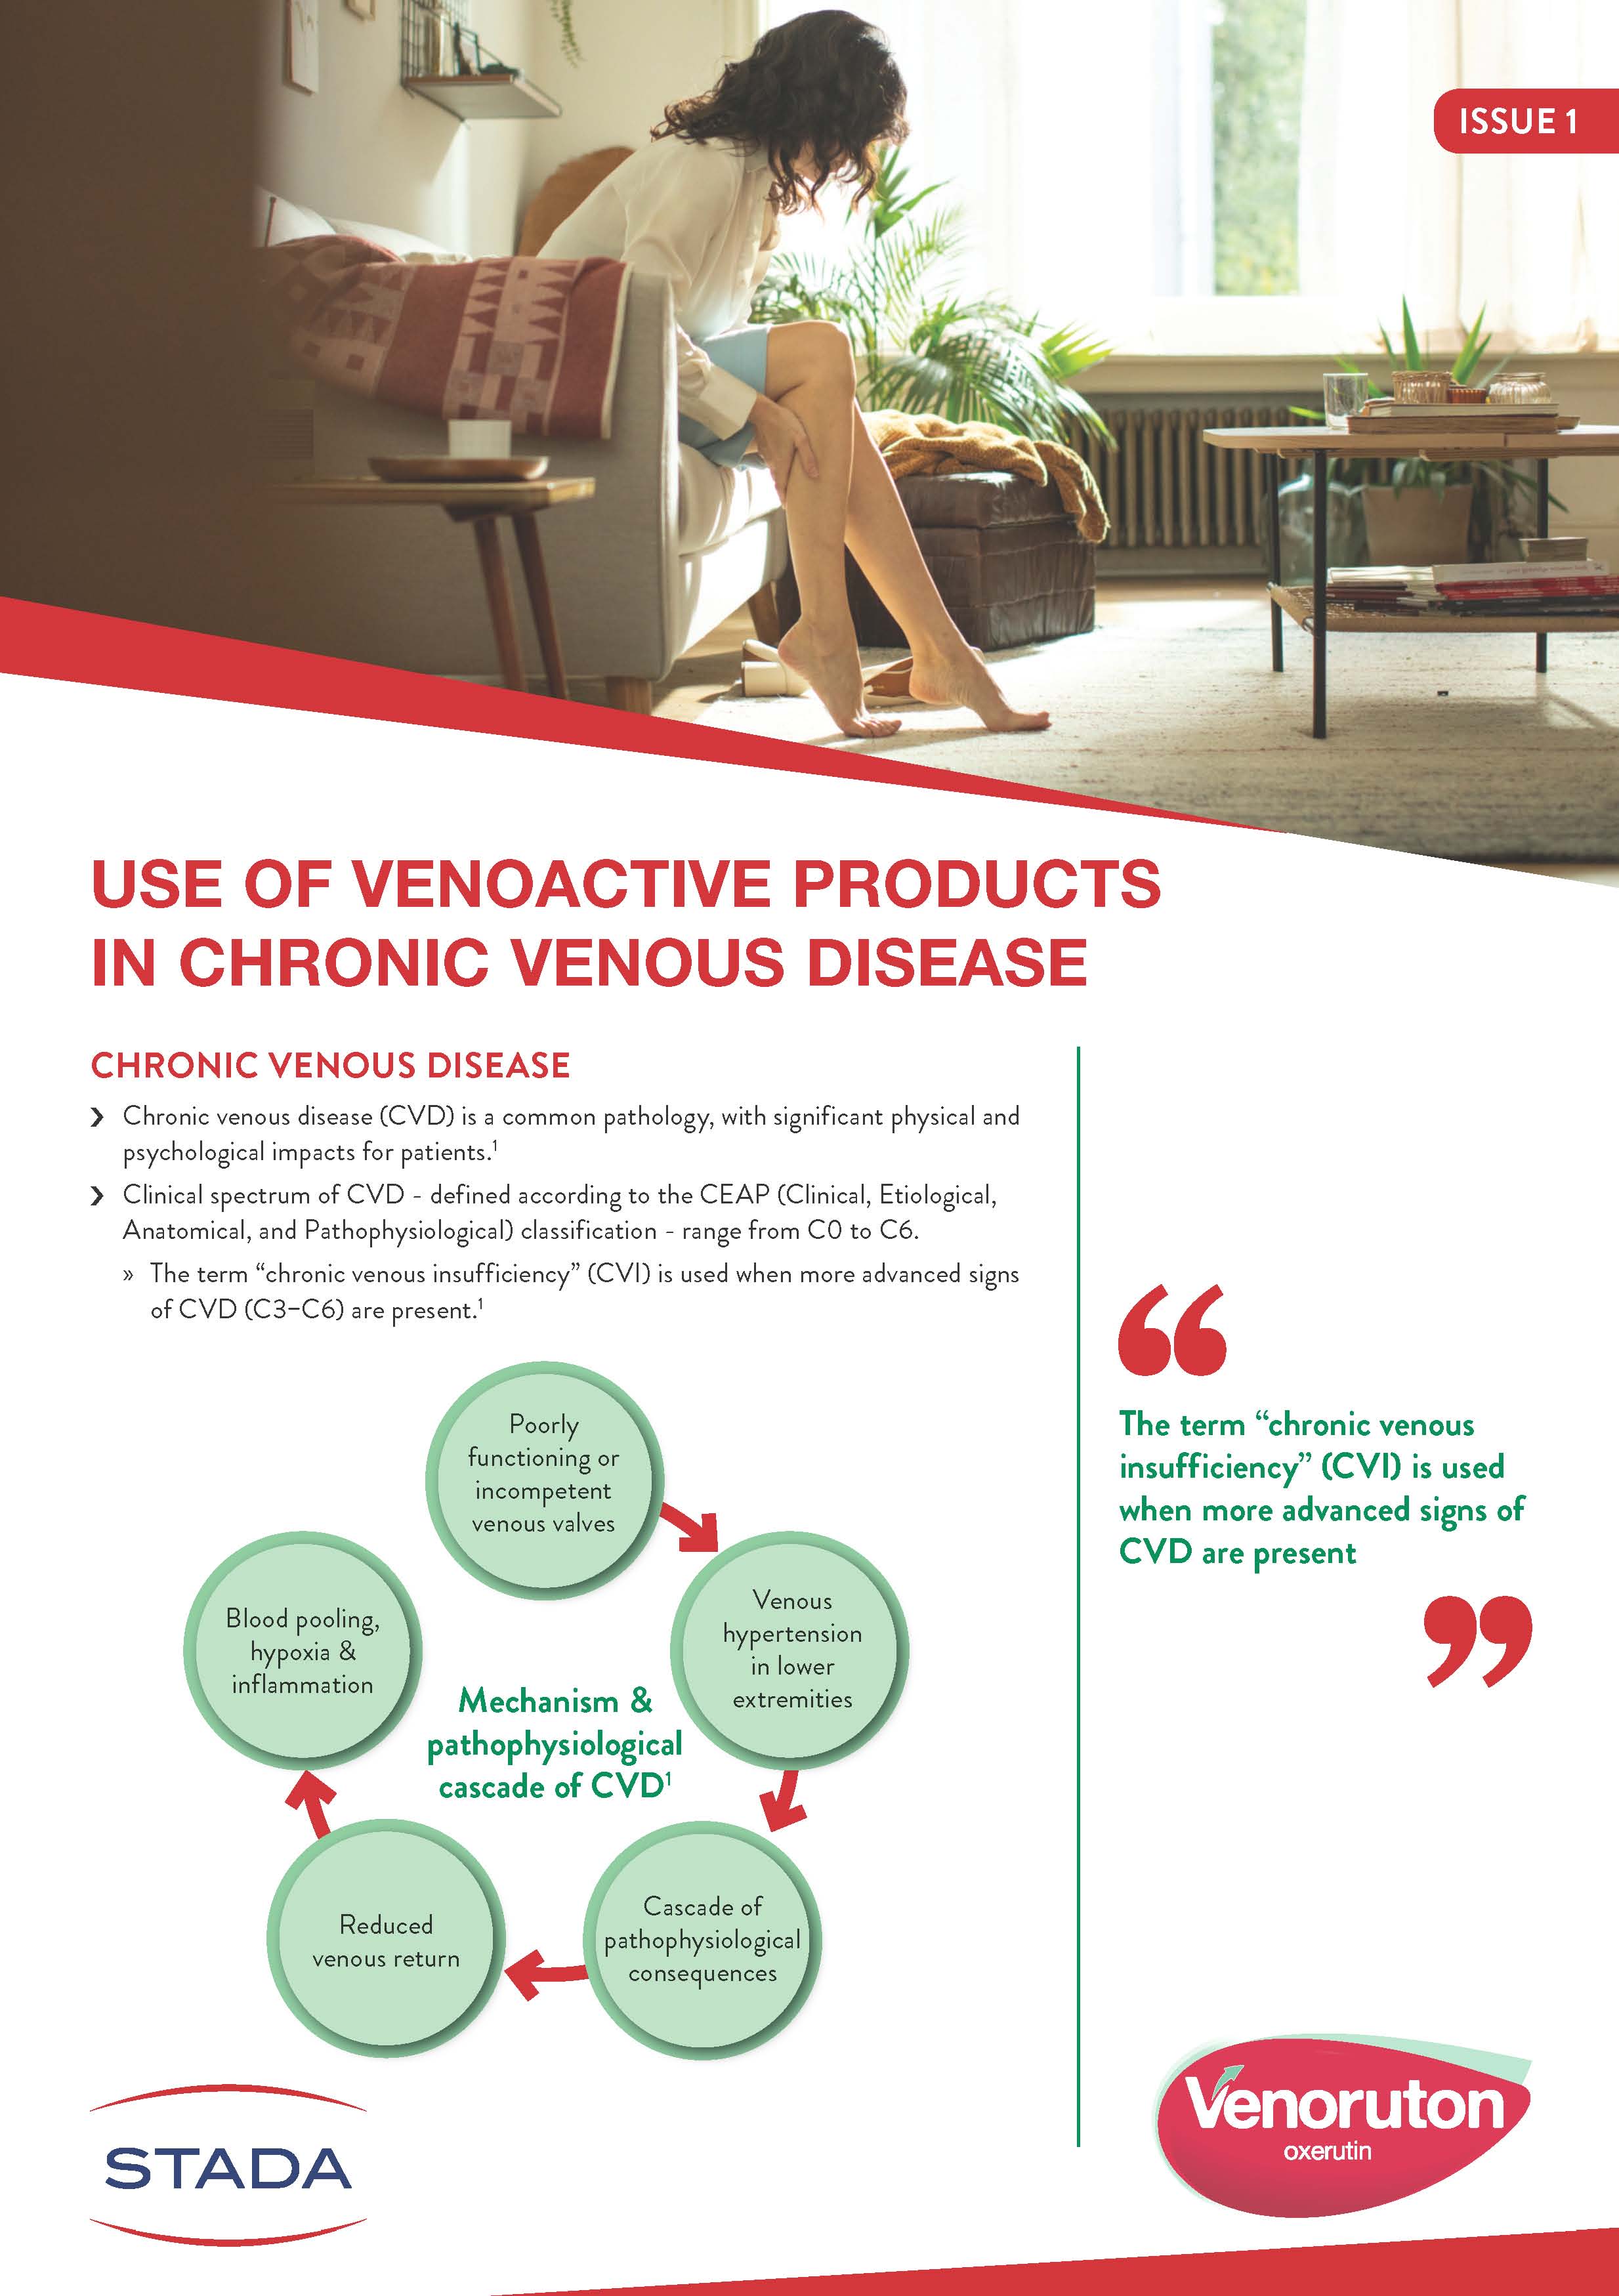 ISSUE 1
USE OF VENOACTIVE PRODUCTS
IN CHRONIC VENOUS DISEASE
CHRONIC VENOUS DISEASE
❯ Chronic venous disease (CVD) is a common pathology, with significant physical and
psychological impacts for patients.¹
❯ Clinical spectrum of CVD - defined according to the CEAP (Clinical, Etiological,
Anatomical, and Pathophysiological) classification - range from C0 to C6.
» The term “chronic venous insufficiency” (CVI) is used when more advanced signs
of CVD (C3–C6) are present.¹
Poorly
functioning or
incompetent
venous valves
Venous
hypertension
in lower
extremities
Cascade of
pathophysiological
consequences
Reduced
venous return
Blood pooling,
hypoxia &
inflammation
Mechanism &
pathophysiological
cascade of CVD¹
“
The term “chronic venous
insufficiency” (CVI) is used
when more advanced signs of
CVD are present
”
STADA
Venoruton
oxerutin